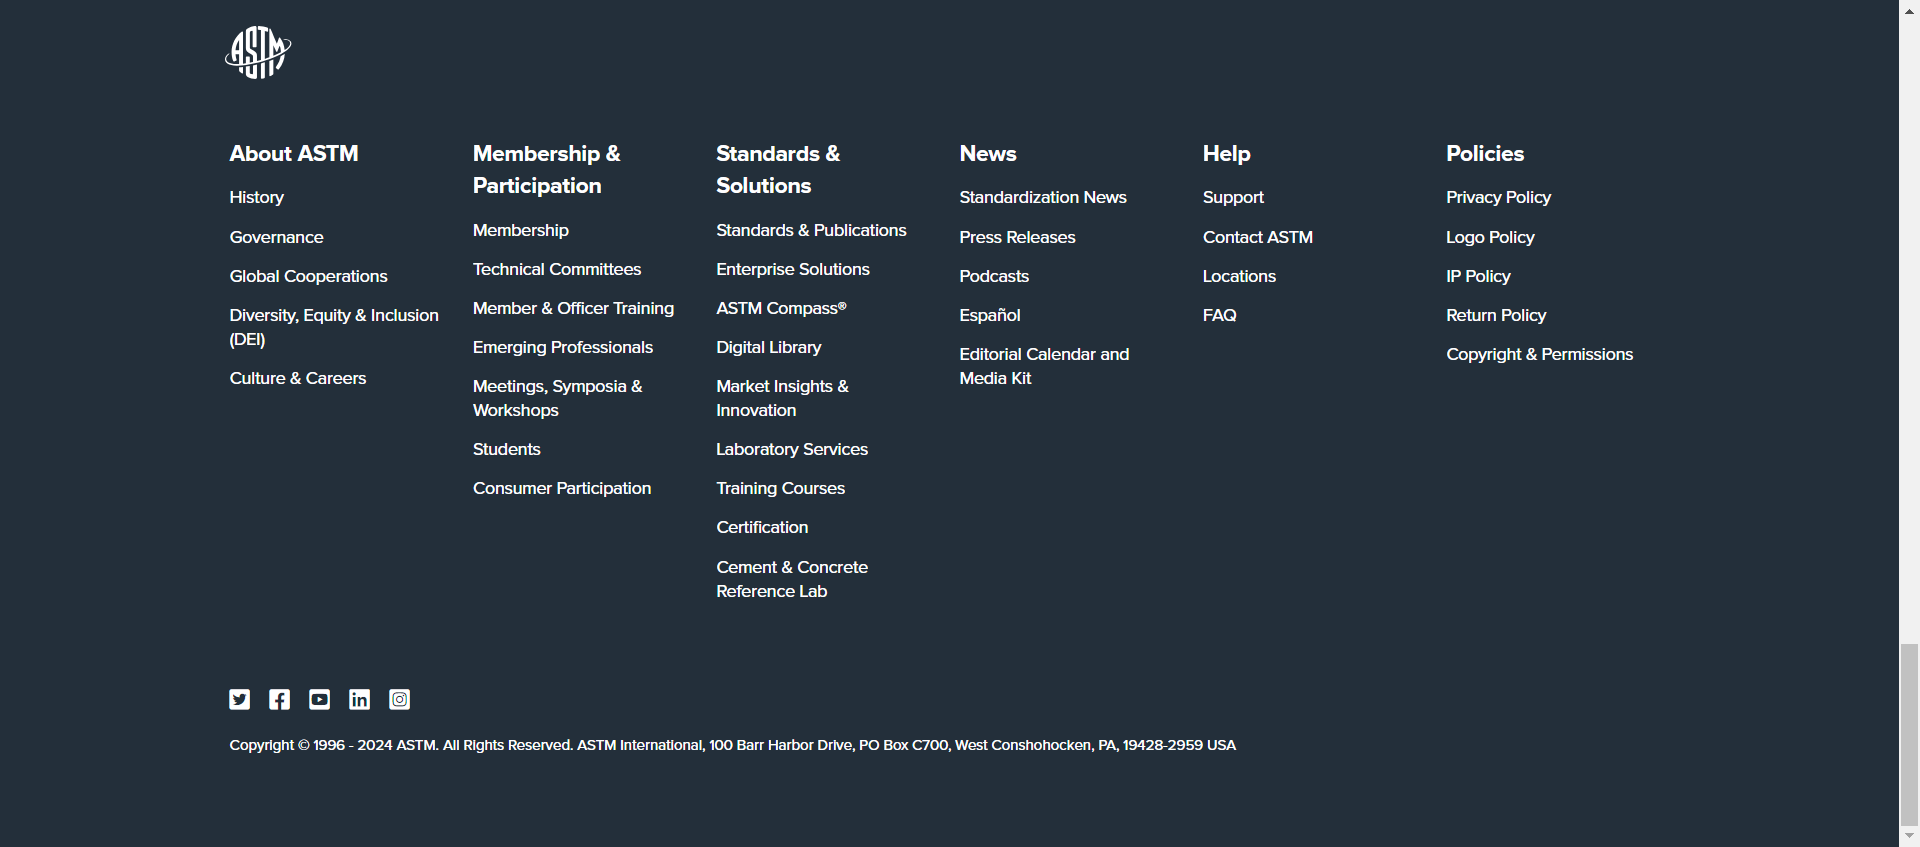 ASTM
About ASTM
History
Governance
Global Cooperations
Diversity, Equity & Inclusion
(DEI)
Culture & Careers
Membership &
Participation
Membership
Technical Committees
Member & Officer Training
Emerging Professionals
Meetings, Symposia &
Workshops
Students
Consumer Participation
Standards &
Solutions
Standards & Publications
Enterprise Solutions
ASTM Compass®
Digital Library
Market Insights &
Innovation
Laboratory Services
Training Courses
Certification
Cement & Concrete
Reference Lab
News
Standardization News
Press Releases
Podcasts
Español
Editorial Calendar and
Media Kit
Help
Support
Contact ASTM
Locations
FAQ
Policies
Privacy Policy
Logo Policy
IP Policy
Return Policy
Copyright & Permissions
Copyright © 1996 - 2024 ASTM. All Rights Reserved. ASTM International, 100 Barr Harbor Drive, PO Box C700, West Conshohocken, PA, 19428-2959 USA